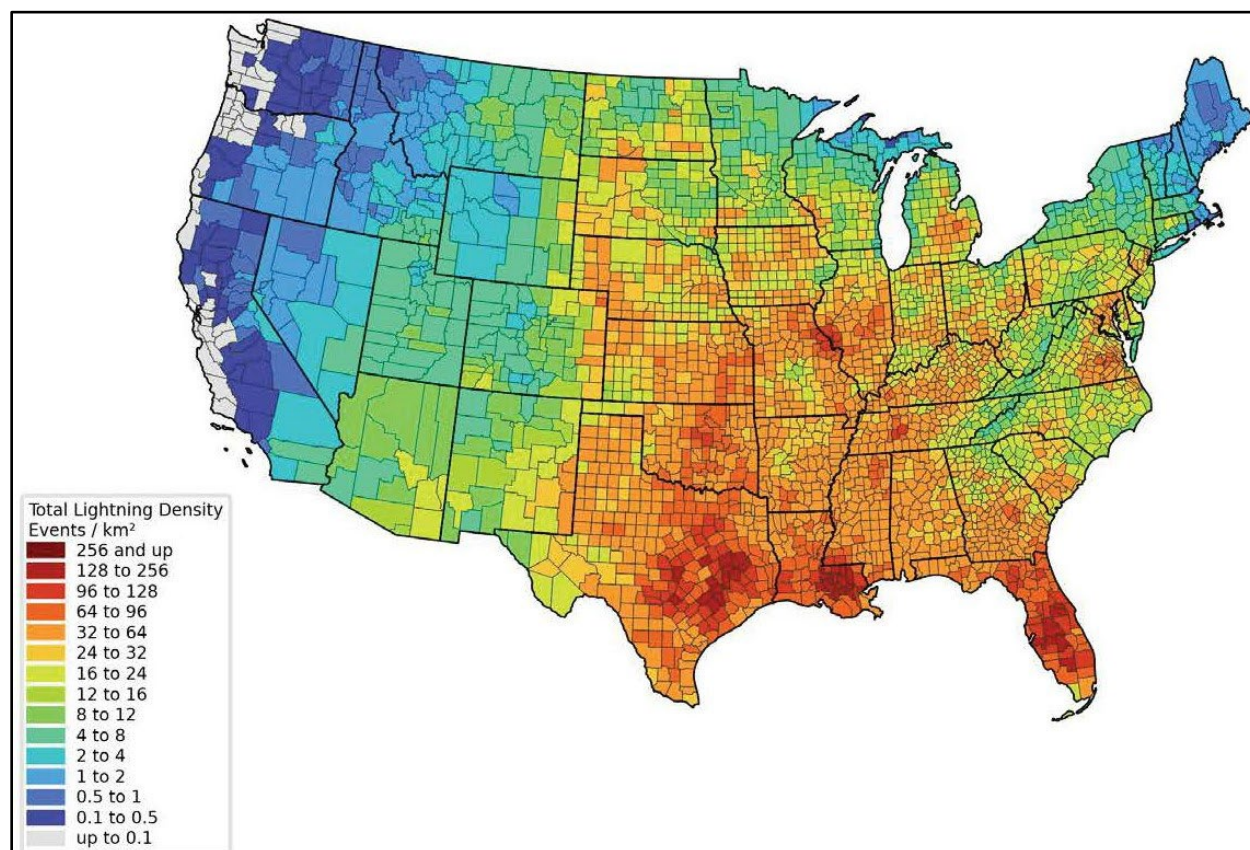 Total Lightning Density
Events / km²
256 and up
128 to 256
96 to 128
64 to 96
32 to 64
24 to 32
16 to 24
12 to 16
8 to 12
4 to 8
2 to 4
1 to 2
0.5 to 1
0.1 to 0.5
up to 0.1